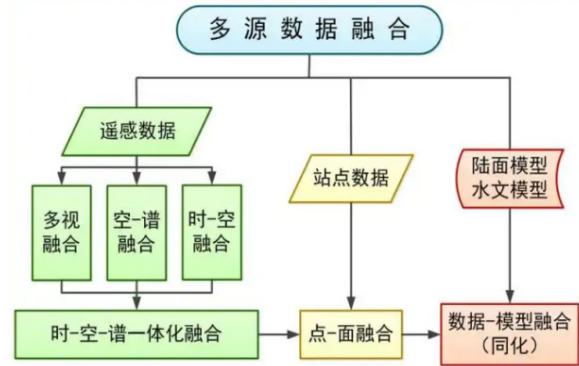 多源数据融合
遥感数据
站点数据
陆面模型
水文模型
多视
融合
空-谱
融合
时-空
融合
时-空-谱一体化融合
点-面融合
数据-模型融合
（同化）